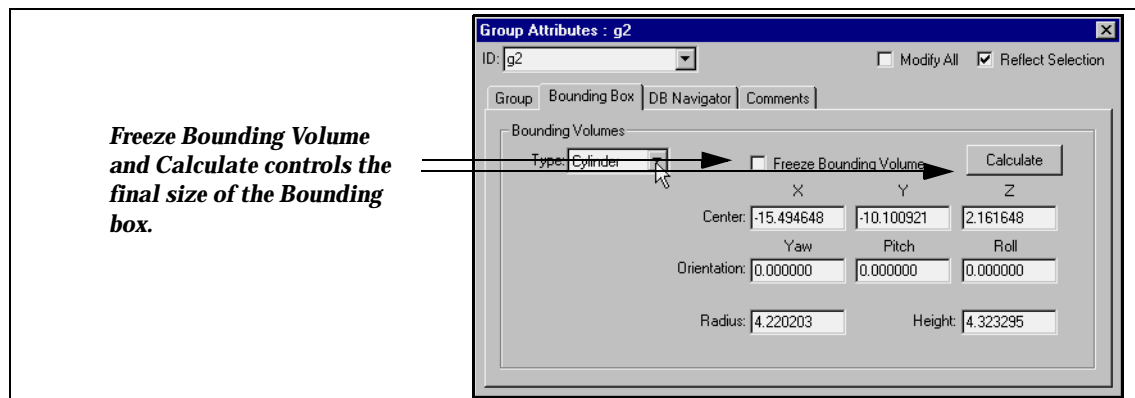 Group Attributes : g2
ID: g2
Modify All
Reflect Selection
Group
Bounding Box
DB Navigator
Comments
Freeze Bounding Volume
and Calculate controls the
final size of the Bounding
box.
Bounding Volumes
Type: Cylinder
Freeze Bounding Volume
Calculate
X Y Z
Center: -15.494648 -10.100921 2.161648
Yaw Pitch Roll
Orientation: 0.000000 0.000000 0.000000
Radius: 4.220203 Height: 4.323295